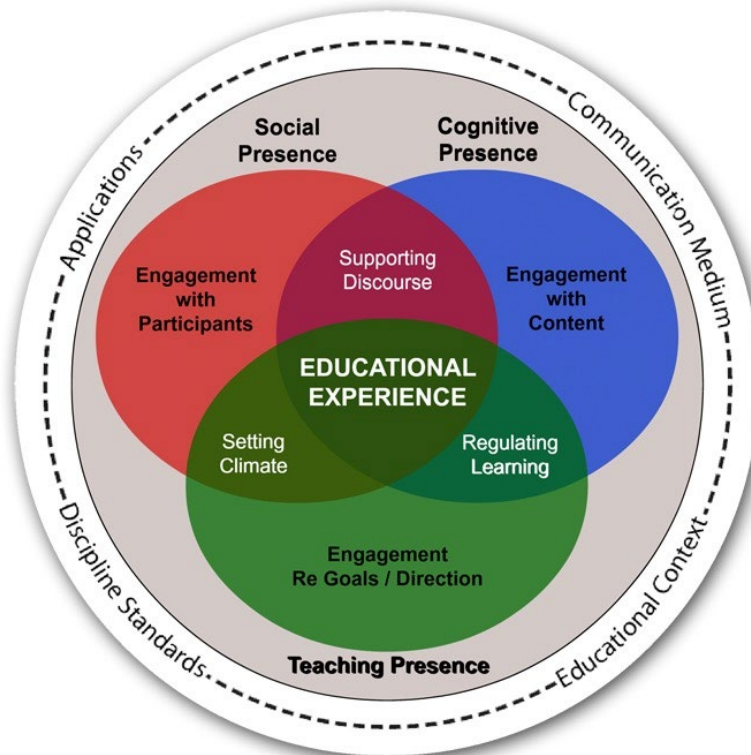 Social
Presence
Cognitive
Presence
Applications
Communication Medium
Supporting
Discourse
Engagement
with
Participants
Engagement
with
Content
EDUCATIONAL
EXPERIENCE
Setting
Climate
Regulating
Learning
Engagement
Re Goals / Direction
Discipline Standards
Educational Context
Teaching Presence